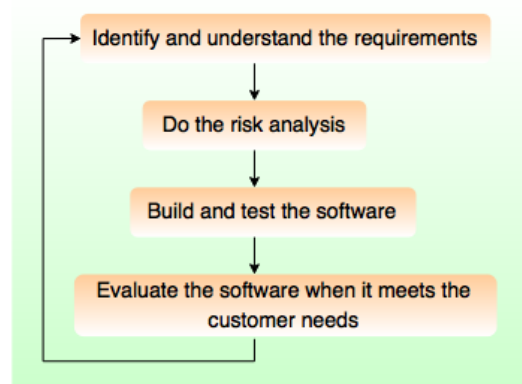 Identify and understand the requirements
Do the risk analysis
Build and test the software
Evaluate the software when it meets the
customer needs